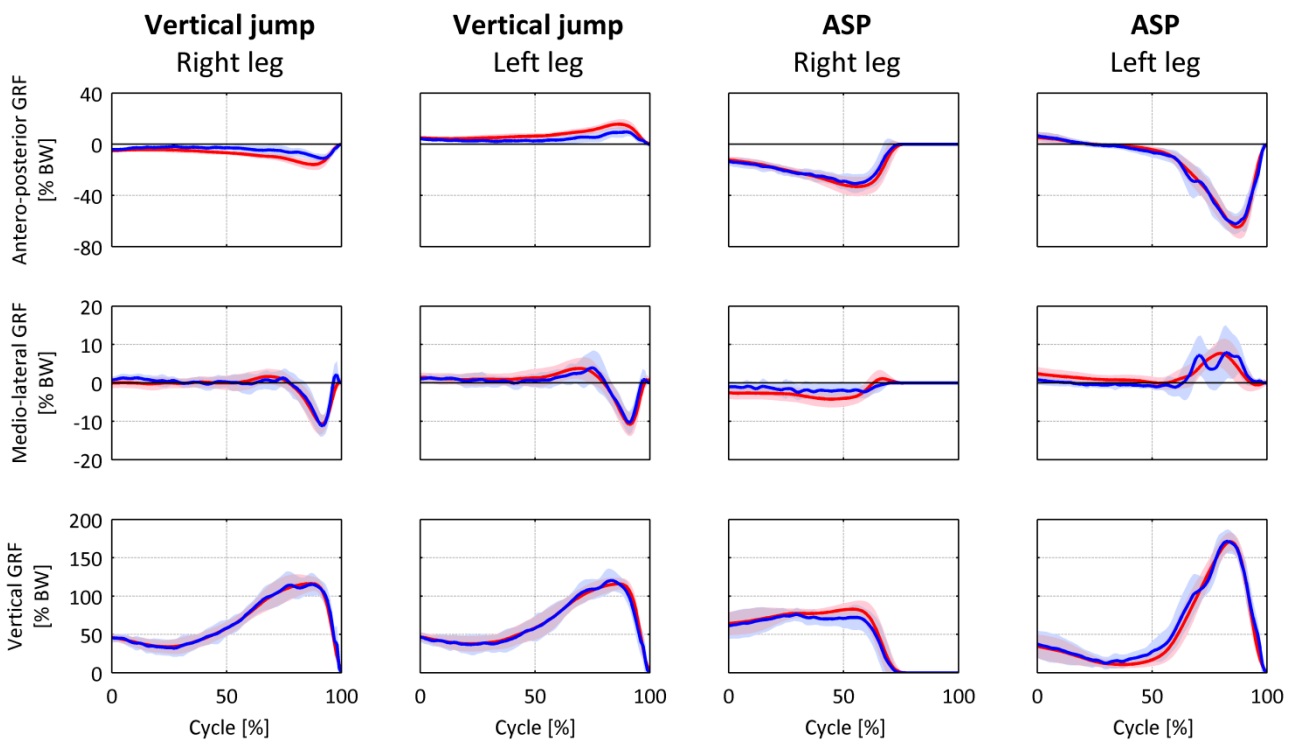 Vertical jump Vertical jump ASP ASP
Right leg Left leg Right leg Left leg
Antero-posterior GRF
[% BW]
40
0
-40
-80
Medio-lateral GRF
[% BW]
20
10
0
-10
-20
Vertical GRF
[% BW]
200
150
100
50
0
0 50 100 0 50 100 0 50 100 0 50 100
Cycle [%] Cycle [%] Cycle [%] Cycle [%]